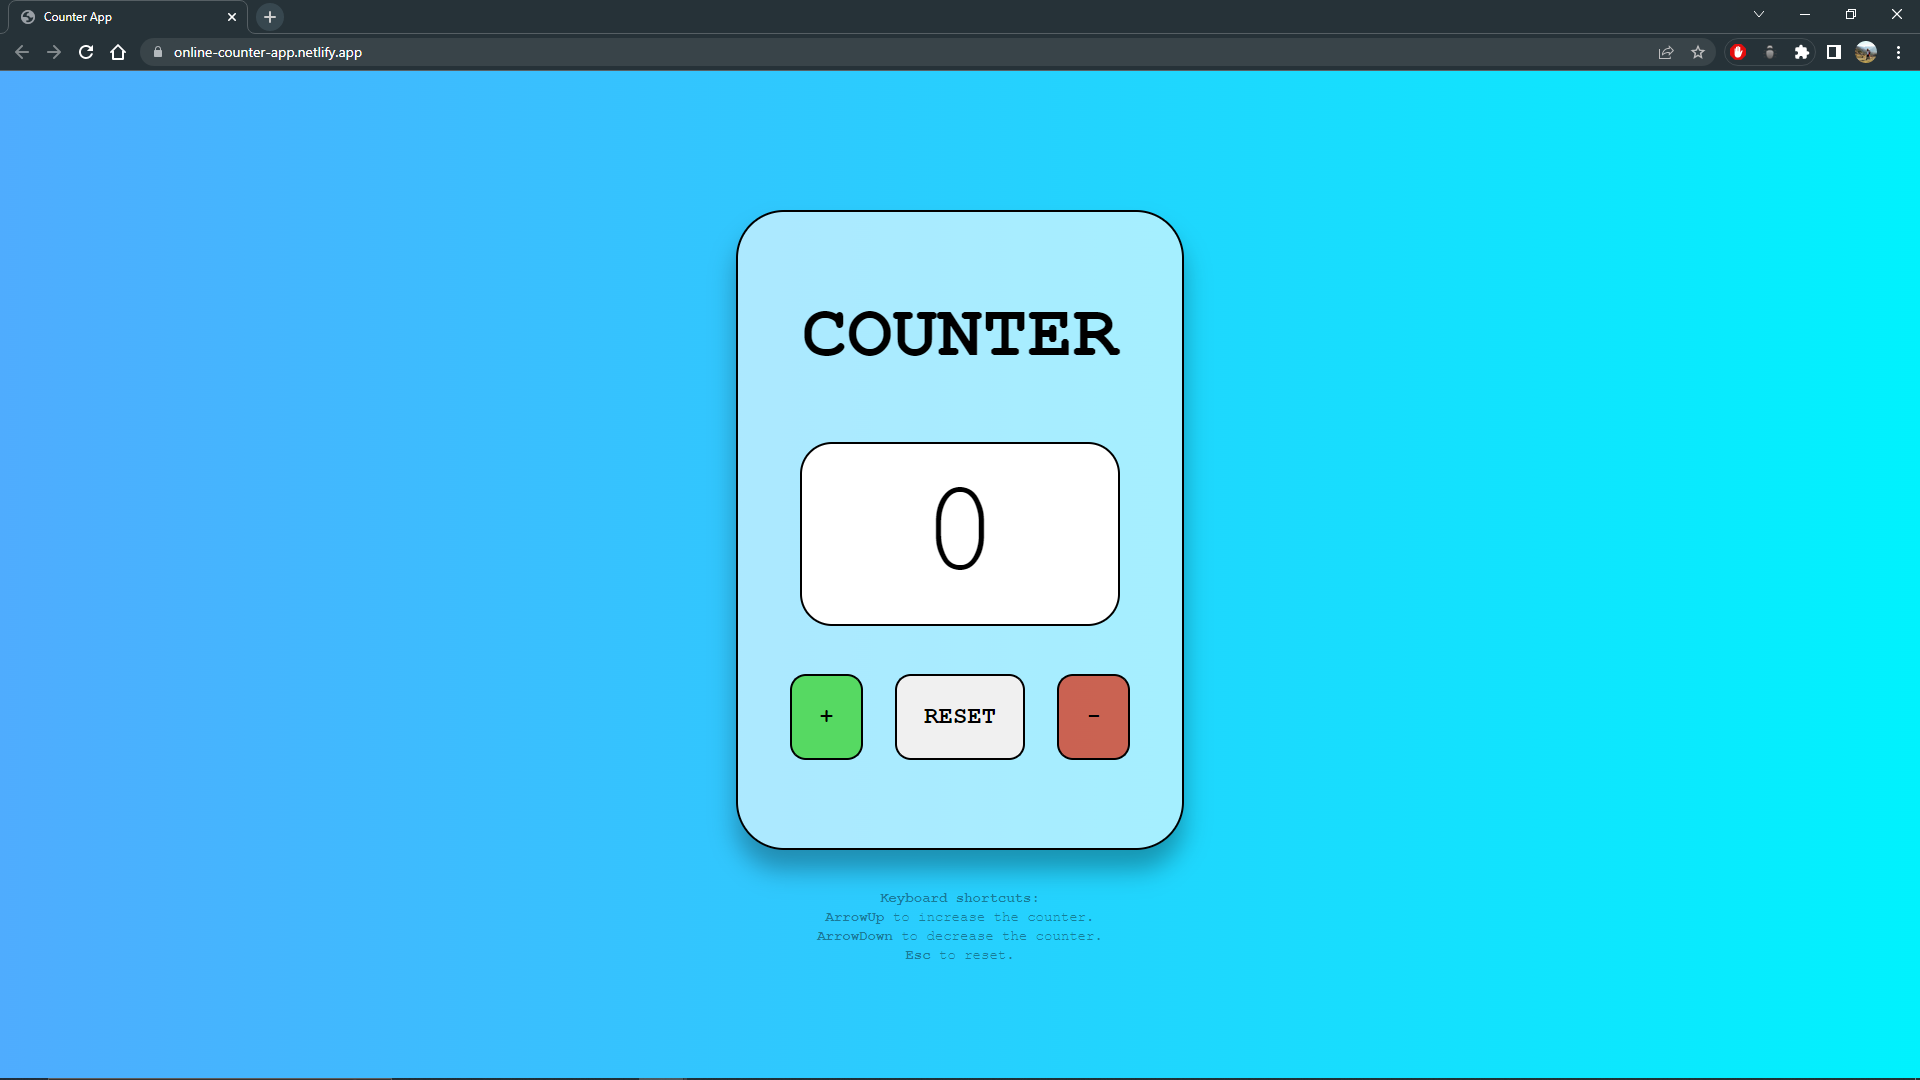 Counter App
online-counter-app.netlify.app
COUNTER
0
+ RESET -
Keyboard shortcuts:
ArrowUp to increase the counter.
ArrowDown to decrease the counter.
Esc to reset.